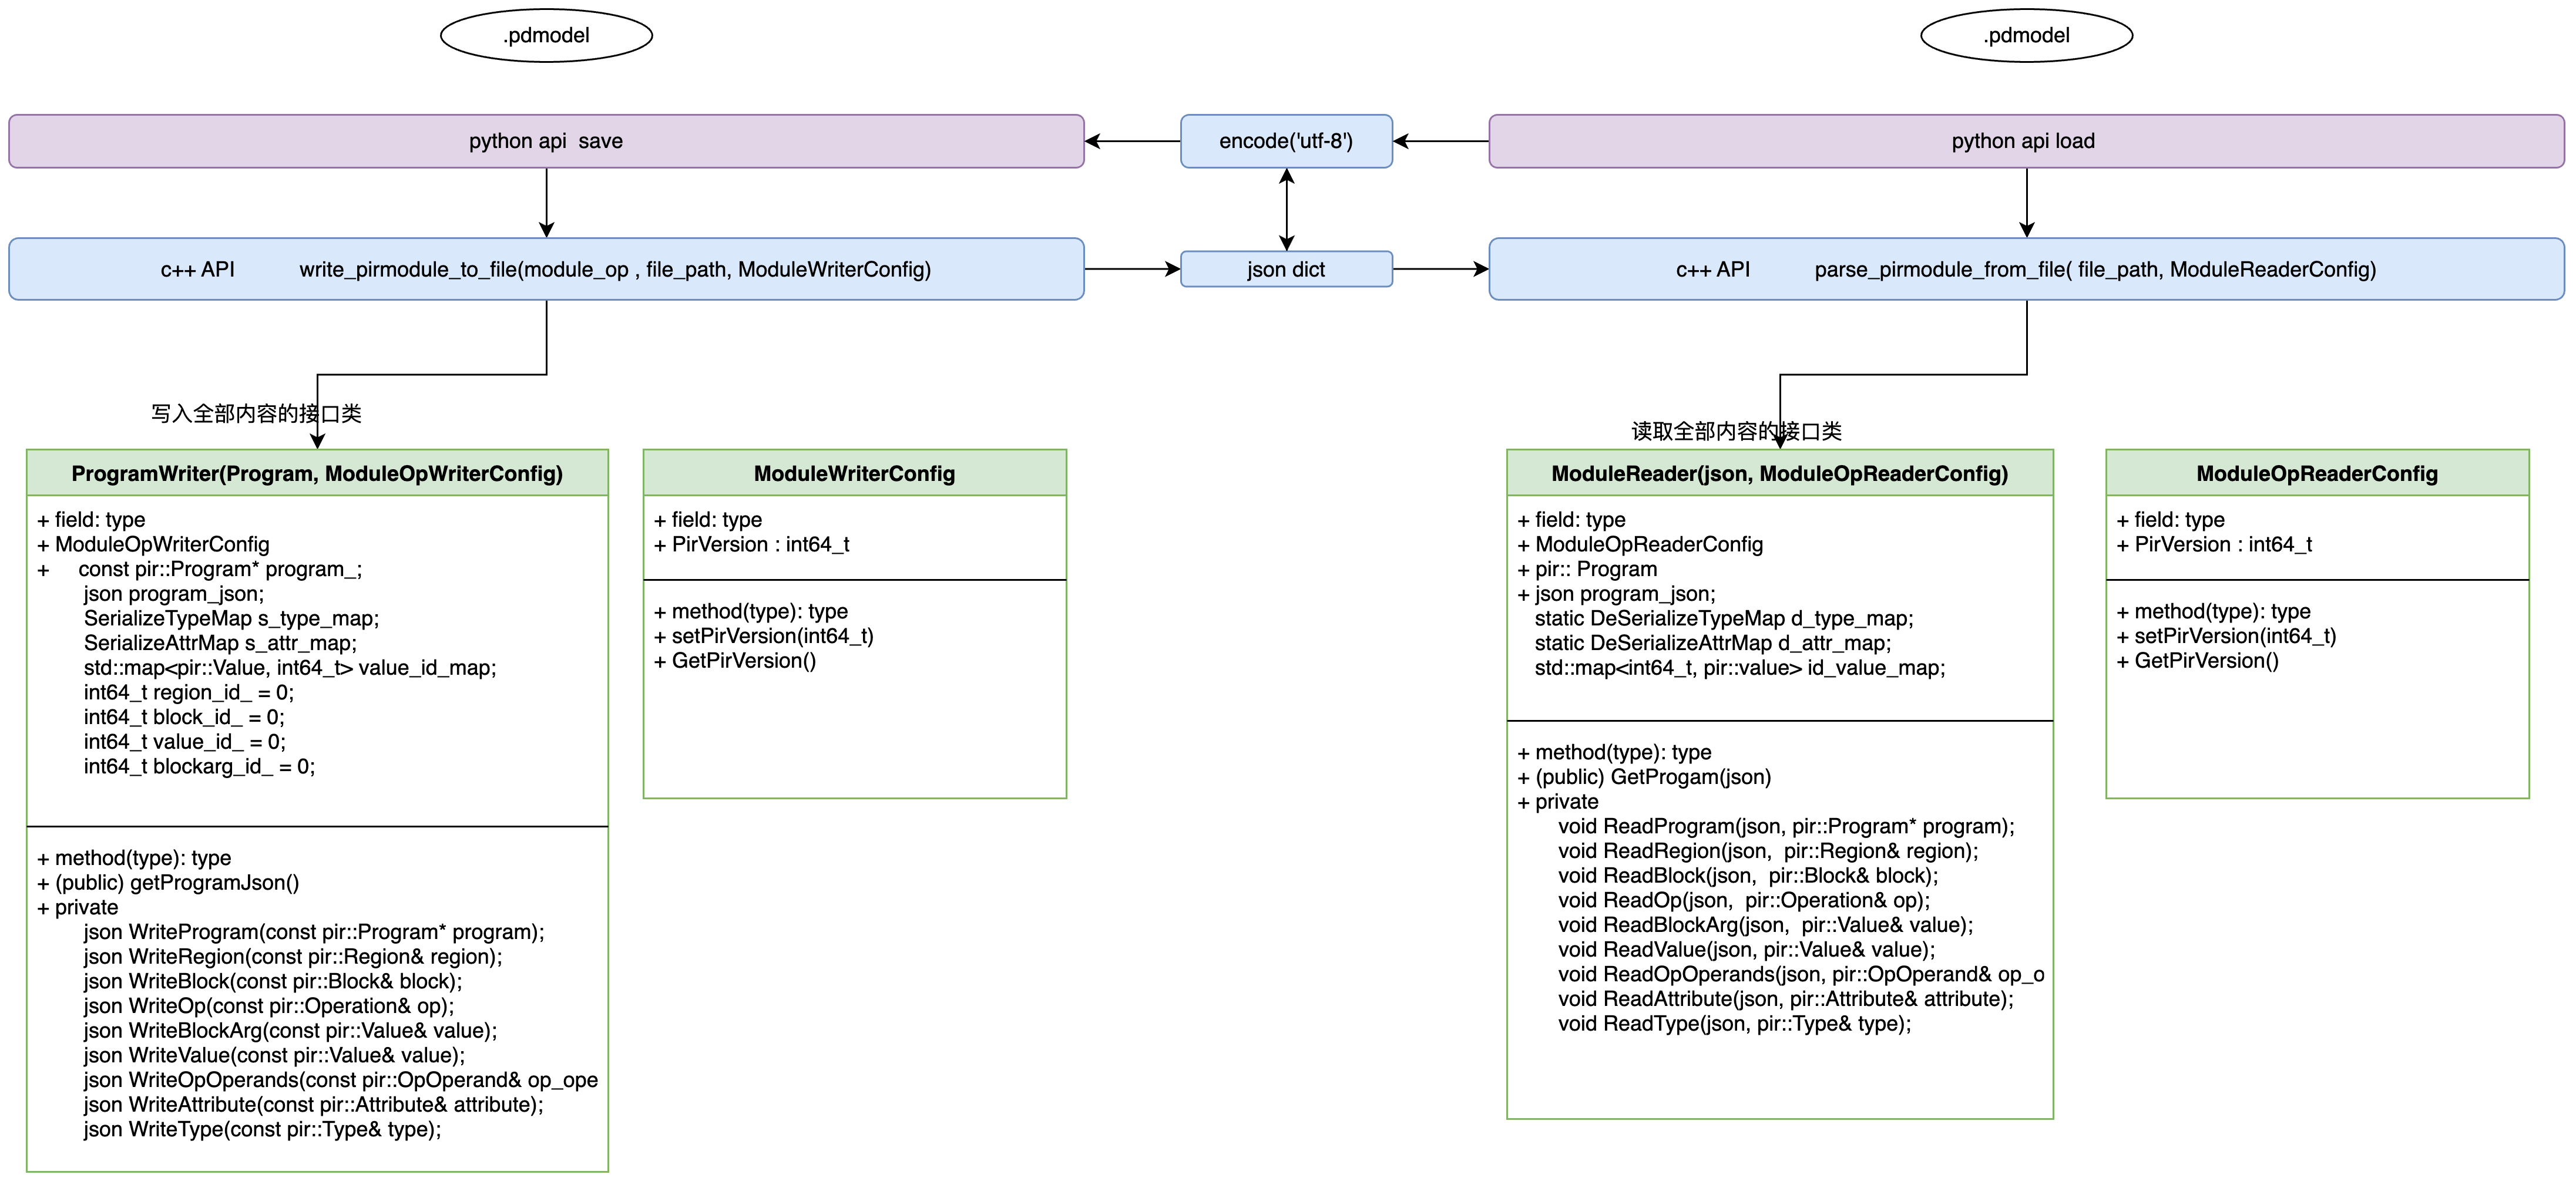 .pdmodel
.pdmodel
python api  save
encode('utf-8')
python api load
c++ API write_pirmodule_to_file(module_op , file_path, ModuleWriterConfig)
json dict
c++ API parse_pirmodule_from_file( file_path, ModuleReaderConfig)
写入全部内容的接口类
ProgramWriter(Program, ModuleOpWriterConfig)
+ field: type
+ ModuleOpWriterConfig
+ const pir::Program* program_;
json program_json;
SerializeTypeMap s_type_map;
SerializeAttrMap s_attr_map;
std::map<pir::Value, int64_t> value_id_map;
int64_t region_id_ = 0;
int64_t block_id_ = 0;
int64_t value_id_ = 0;
int64_t blockarg_id_ = 0;
+ method(type): type
+ (public) getProgramJson()
+ private
json WriteProgram(const pir::Program* program);
json WriteRegion(const pir::Region& region);
json WriteBlock(const pir::Block& block);
json WriteOp(const pir::Operation& op);
json WriteBlockArg(const pir::Value& value);
json WriteValue(const pir::Value& value);
json WriteOpOperands(const pir::OpOperand& op_ope
json WriteAttribute(const pir::Attribute& attribute);
json WriteType(const pir::Type& type);
ModuleWriterConfig
+ field: type
+ PirVersion : int64_t
+ method(type): type
+ setPirVersion(int64_t)
+ GetPirVersion()
读取全部内容的接口类
ModuleReader(json, ModuleOpReaderConfig)
+ field: type
+ ModuleOpReaderConfig
+ pir:: Program
+ json program_json;
static DeSerializeTypeMap d_type_map;
static DeSerializeAttrMap d_attr_map;
std::map<int64_t, pir::value> id_value_map;
+ method(type): type
+ (public) GetProgam(json)
+ private
void ReadProgram(json, pir::Program* program);
void ReadRegion(json,  pir::Region& region);
void ReadBlock(json,  pir::Block& block);
void ReadOp(json,  pir::Operation& op);
void ReadBlockArg(json,  pir::Value& value);
void ReadValue(json, pir::Value& value);
void ReadOpOperands(json, pir::OpOperand& op_o
void ReadAttribute(json, pir::Attribute& attribute);
void ReadType(json, pir::Type& type);
ModuleOpReaderConfig
+ field: type
+ PirVersion : int64_t
+ method(type): type
+ setPirVersion(int64_t)
+ GetPirVersion()